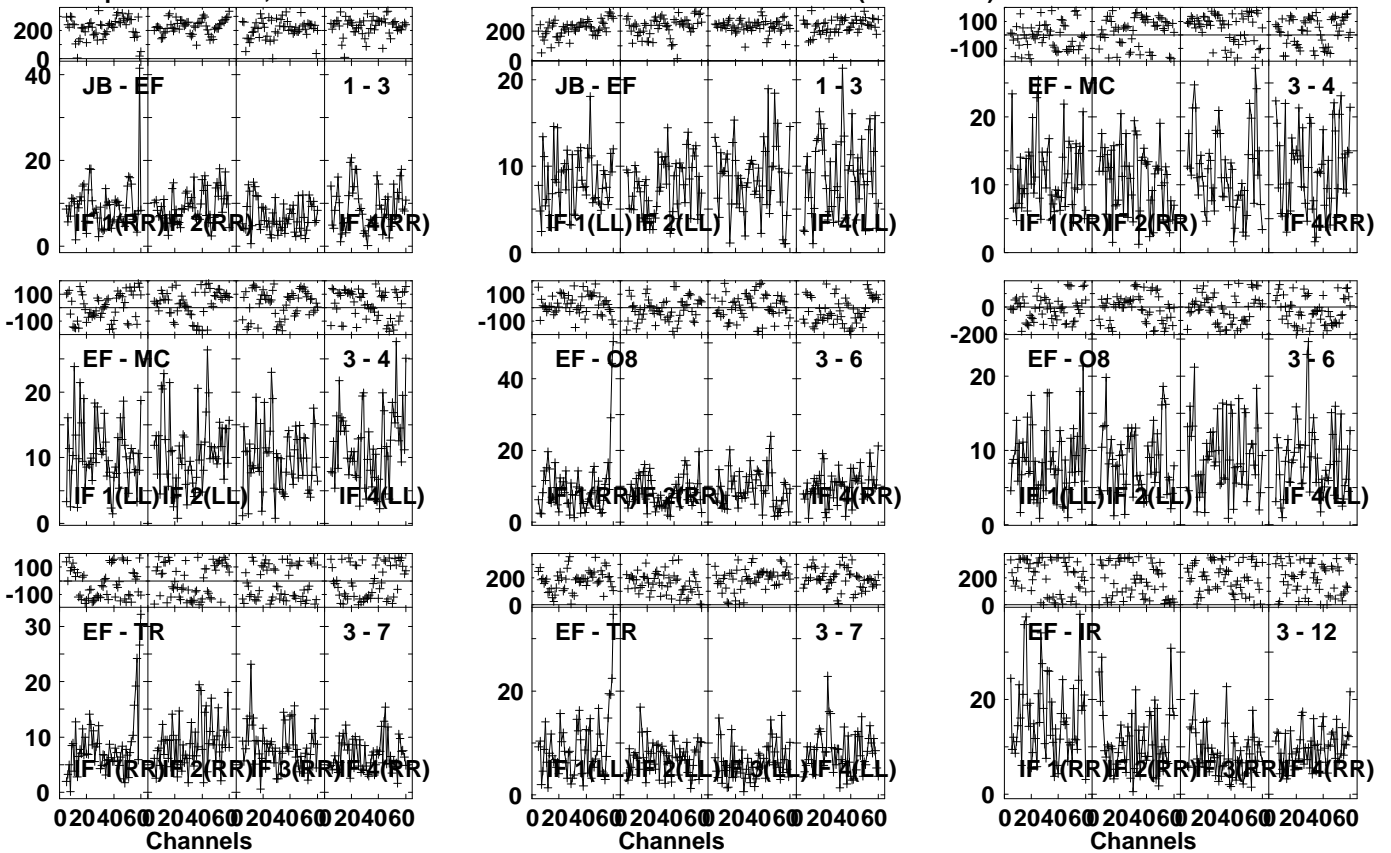 200
0
JB - EF 1 - 3
40
20
0
IF 1(RR) IF 2(RR) IF 4(RR)
200
0
JB - EF 1 - 3
20
10
0
IF 1(LL) IF 2(LL) IF 4(LL)
100
-100
EF - MC 3 - 4
20
10
0
IF 1(RR) IF 2(RR) IF 4(RR)
100
-100
EF - MC 3 - 4
20
10
0
IF 1(LL) IF 2(LL) IF 4(LL)
100
-100
EF - O8 3 - 6
40
20
0
IF 1(RR) IF 2(RR) IF 4(RR)
0
-200
EF - O8 3 - 6
20
10
0
IF 1(LL) IF 2(LL) IF 4(LL)
100
-100
EF - TR 3 - 7
30
20
10
0
IF 1(RR) IF 2(RR) IF 3(RR) IF 4(RR)
0 20 40 60 0 20 40 60 0 20 40 60 0 20 40 60
Channels
200
0
EF - TR 3 - 7
20
0
IF 1(LL) IF 2(LL) IF 3(LL) IF 4(LL)
0 20 40 60 0 20 40 60 0 20 40 60 0 20 40 60
Channels
200
0
EF - IR 3 - 12
20
0
IF 1(RR) IF 2(RR) IF 3(RR) IF 4(RR)
0 20 40 60 0 20 40 60 0 20 40 60 0 20 40 60
Channels